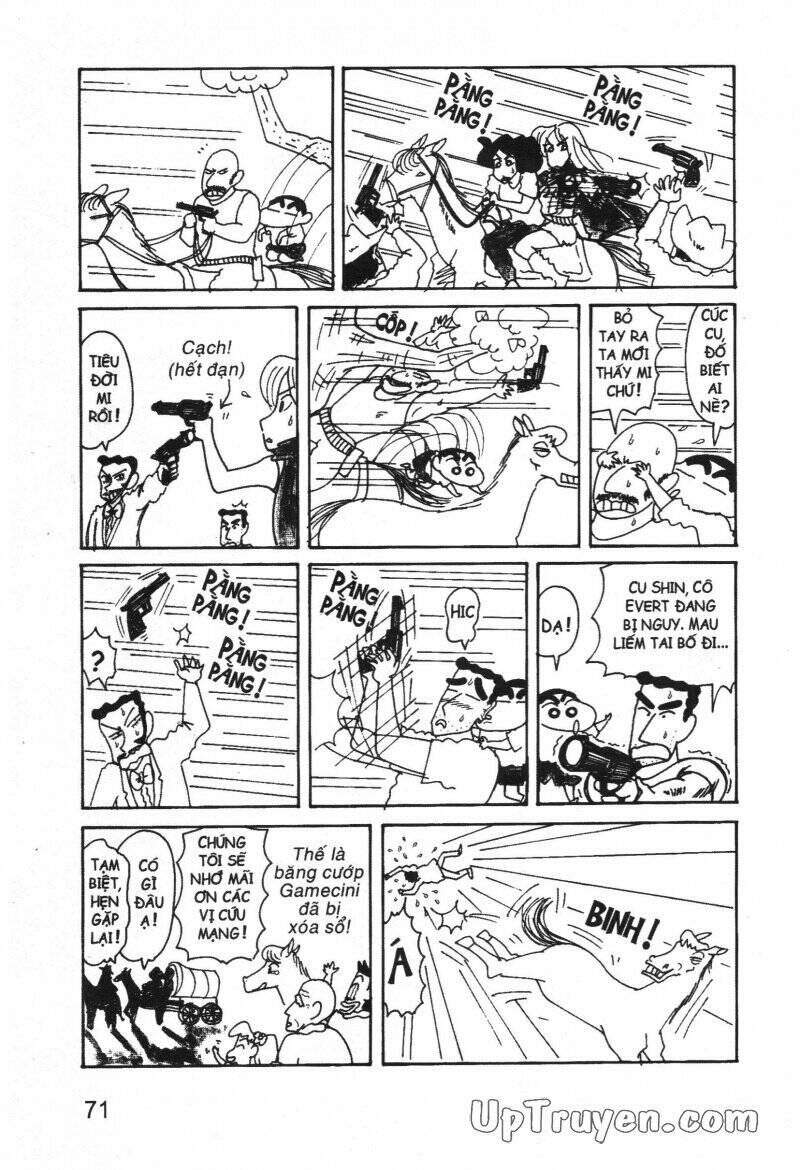 PẰNG
PẰNG!
PẰNG
PẰNG!
CÚC
CU,
ĐỐ
BIẾT
AI
NÈ?
BỎ
TAY RA
TA MỚI
THẤY MI
CHỨ!
CỐP!
Cạch!
(hết đạn)
TIÊU
ĐỜI
MI
RỒI!
CU SHIN, CÔ
EVERT ĐANG
BỊ NGUY. MAU
LIẾM TAI BỐ ĐI...
DẠ!
HIC
PẰNG
PẰNG!
PẰNG
PẰNG!
PẰNG
PẰNG!
?
BINH!
Á
Thế là
băng cướp
Gamecini
đã bị
xóa sổ!
CHÚNG
TÔI SẼ
NHỚ MÃI
ƠN CÁC
VỊ CỨU
MẠNG!
CÓ
GÌ
ĐÂU
Ạ!
TẠM
BIỆT,
HẸN
GẶP
LẠI!
71
UpTruyen.com